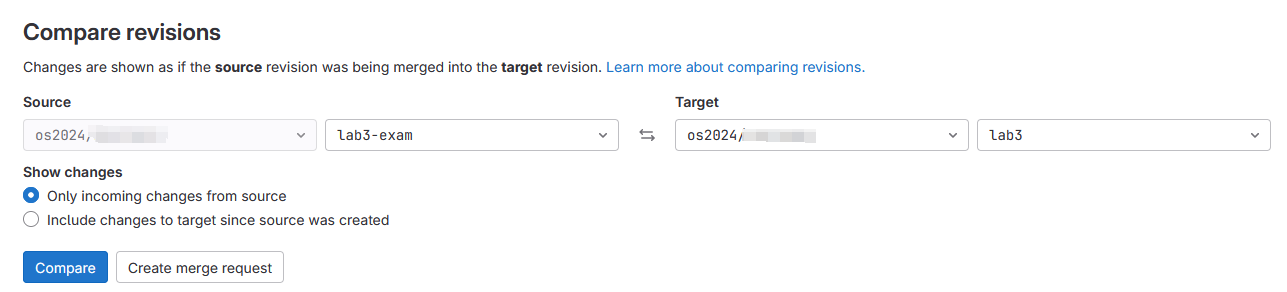 Compare revisions
Changes are shown as if the source revision was being merged into the target revision. Learn more about comparing revisions.
Source
Target
os2024/
lab3-exam
os2024/
lab3
Show changes
Only incoming changes from source
Include changes to target since source was created
Compare
Create merge request